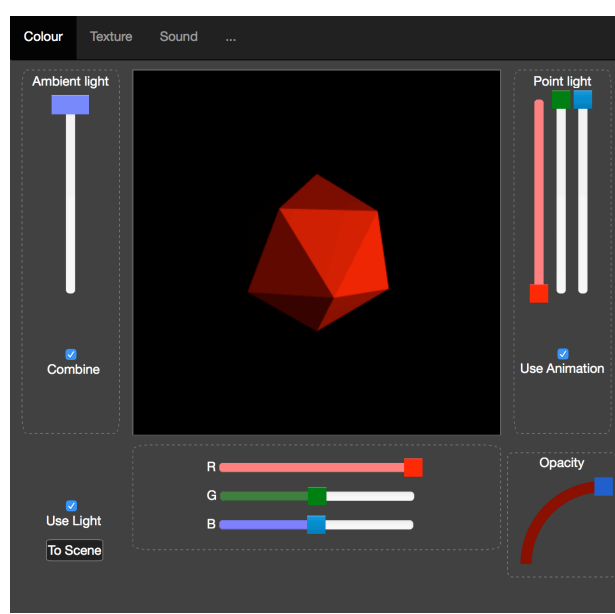 Colour Texture Sound ...
Ambient light
Point light
Combine
Use Animation
R
G
B
Opacity
Use Light
To Scene